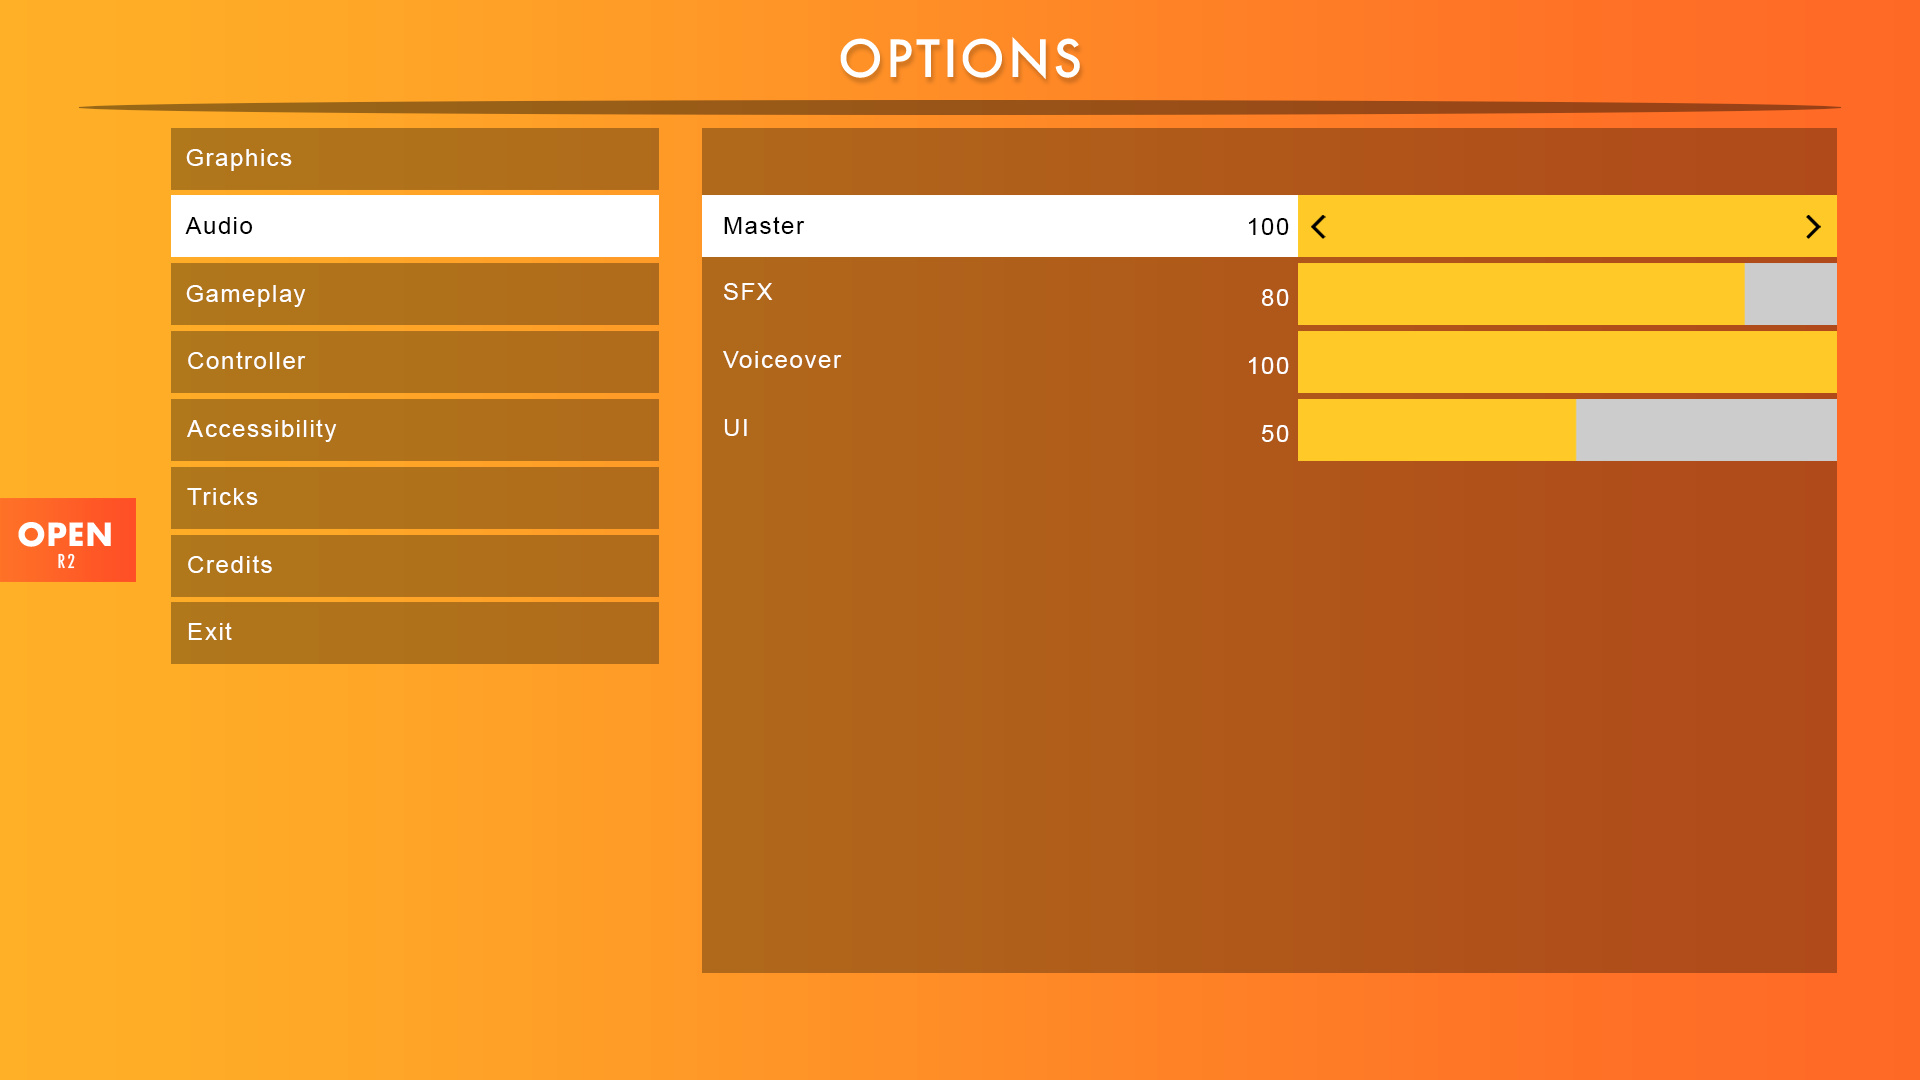 OPTIONS
Graphics
Audio
Gameplay
Controller
Accessibility
Tricks
Credits
Exit
OPEN
R2
Master 100
SFX 80
Voiceover 100
UI 50